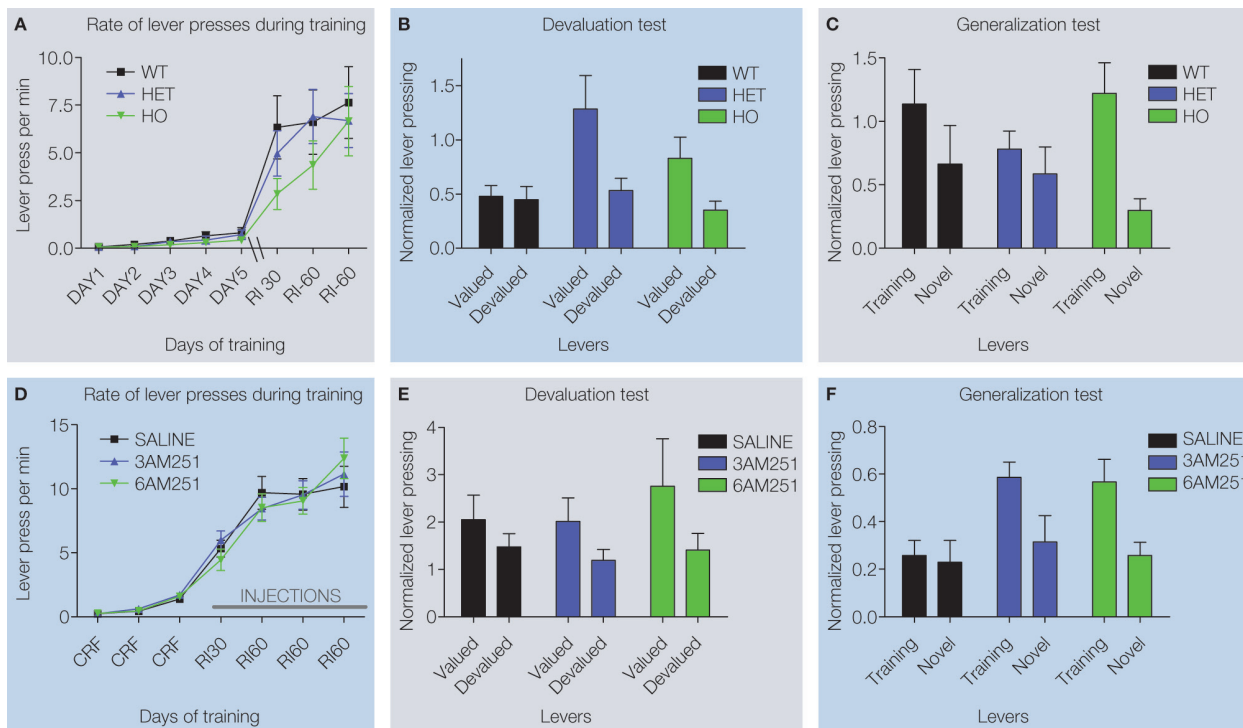 A Rate of lever presses during training
Lever press per min
10.0
7.5
5.0
2.5
0.0
WT
HET
HO
DAY1 DAY2 DAY3 DAY4 DAY5 RI 30 RI-60 RI-60
Days of training
B Devaluation test
Normalized lever pressing
1.5
1.0
0.5
0.0
WT
HET
HO
Valued Devalued Valued Devalued Valued Devalued
Levers
C Generalization test
Normalized lever pressing
1.5
1.0
0.5
0.0
WT
HET
HO
Training Novel Training Novel Training Novel
Levers
D Rate of lever presses during training
Lever press per min
15
10
5
0
SALINE
3AM251
6AM251
INJECTIONS
CRF CRF CRF RI30 RI60 RI60 RI60
Days of training
E Devaluation test
Normalized lever pressing
4
3
2
1
0
SALINE
3AM251
6AM251
Valued Devalued Valued Devalued Valued Devalued
Levers
F Generalization test
Normalized lever pressing
0.8
0.6
0.4
0.2
0.0
SALINE
3AM251
6AM251
Training Novel Training Novel Training Novel
Levers